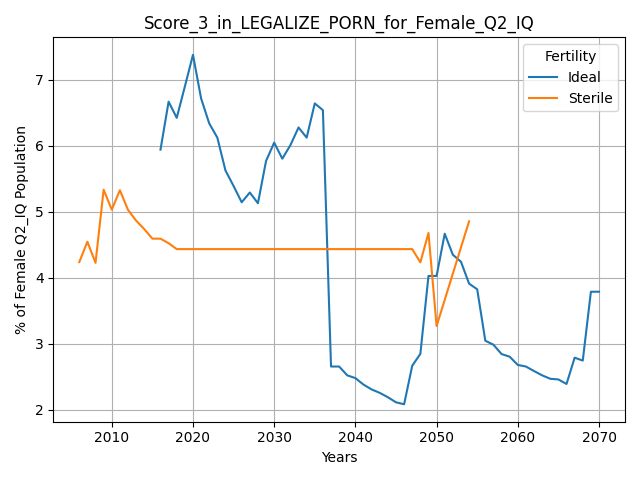 Score_3_in_LEGALIZE_PORN_for_Female_Q2_IQ
Fertility
Ideal
Sterile
% of Female Q2_IQ Population
7
6
5
4
3
2
2010 2020 2030 2040 2050 2060 2070
Years